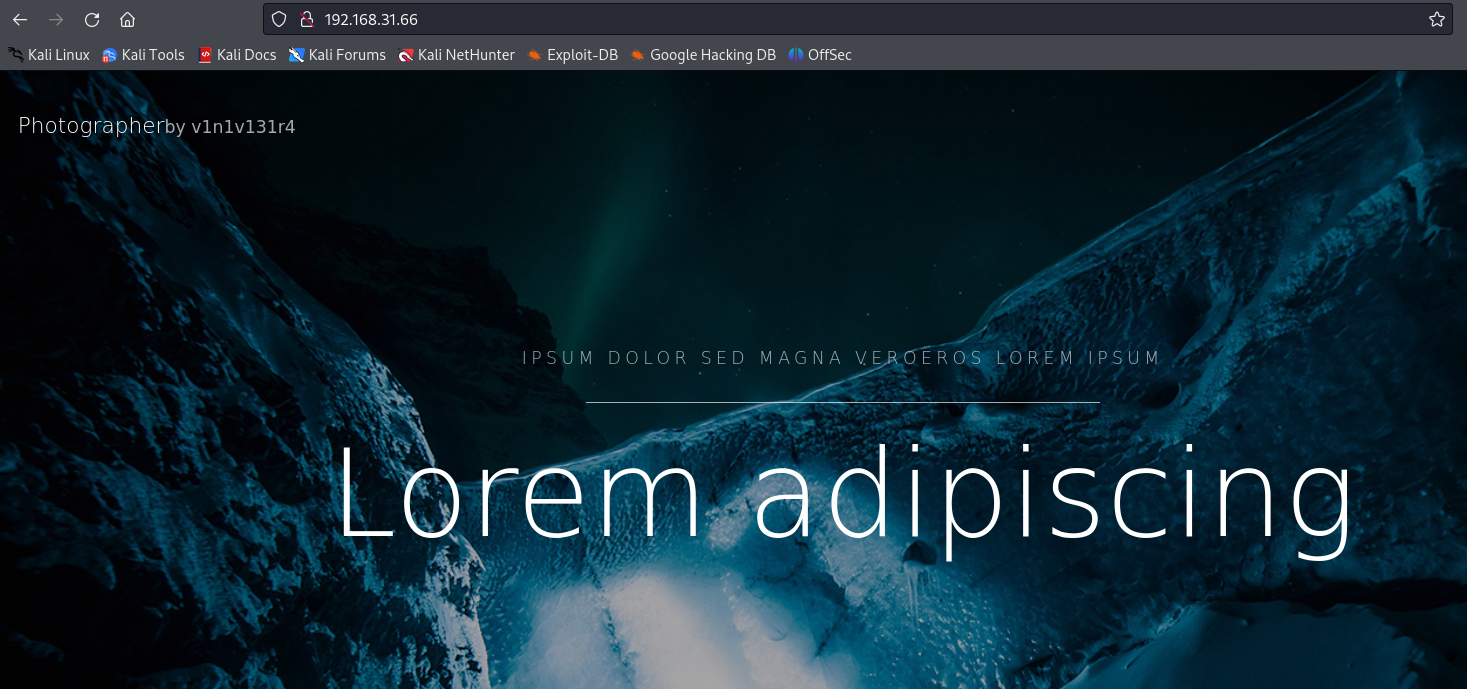 192.168.31.66
Kali Linux Kali Tools Kali Docs Kali Forums Kali NetHunter Exploit-DB Google Hacking DB OffSec
Photographerby v1n1v131r4
IPSUM DOLOR SED MAGNA VEROEROS LOREM IPSUM
Lorem adipiscing